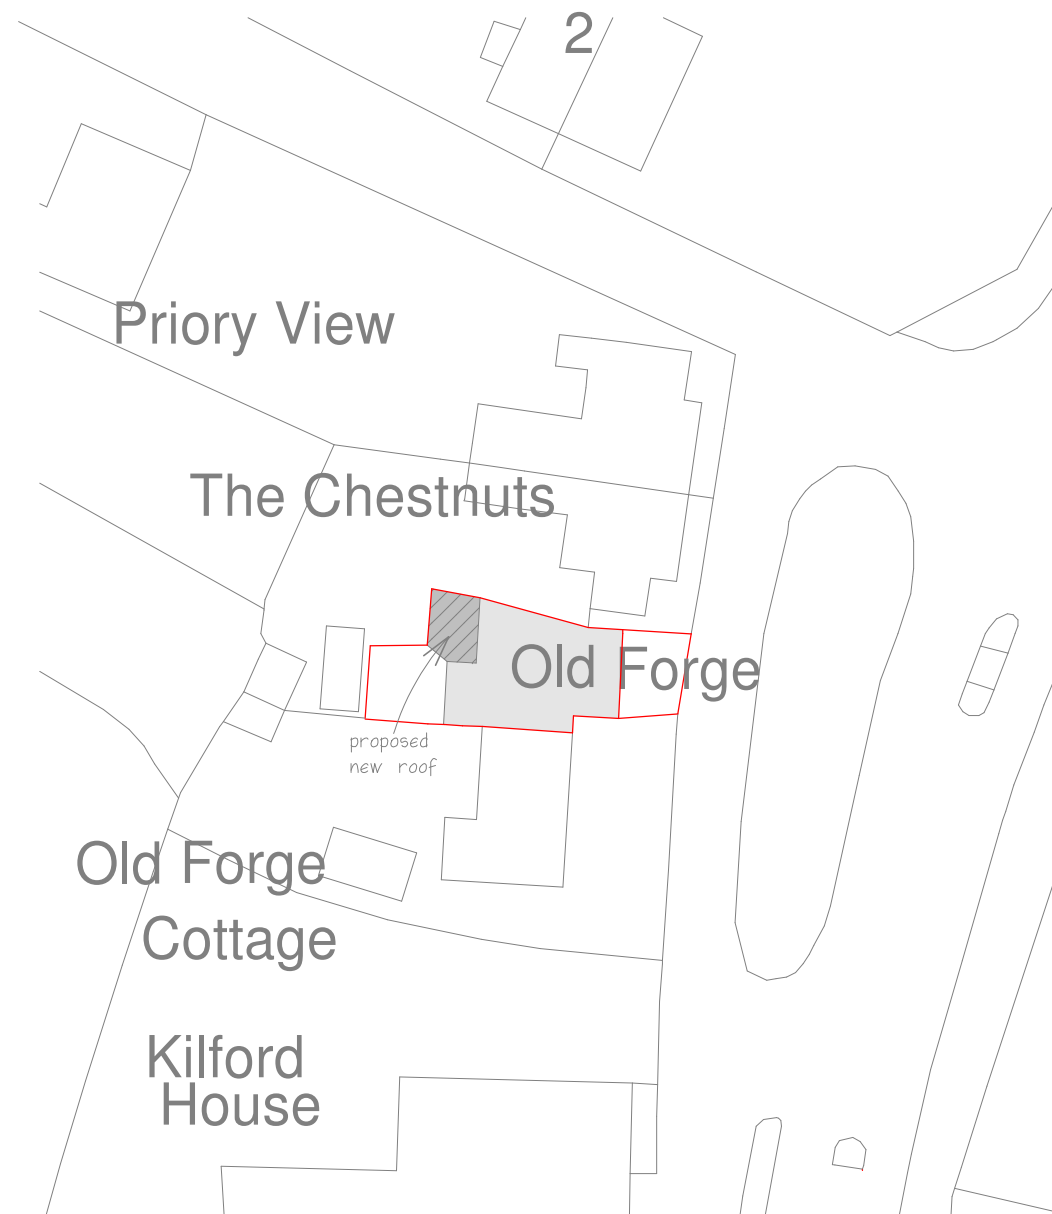 2
Priory View
The Chestnuts
Old Forge
proposed
new roof
Old Forge
Cottage
Kilford
House